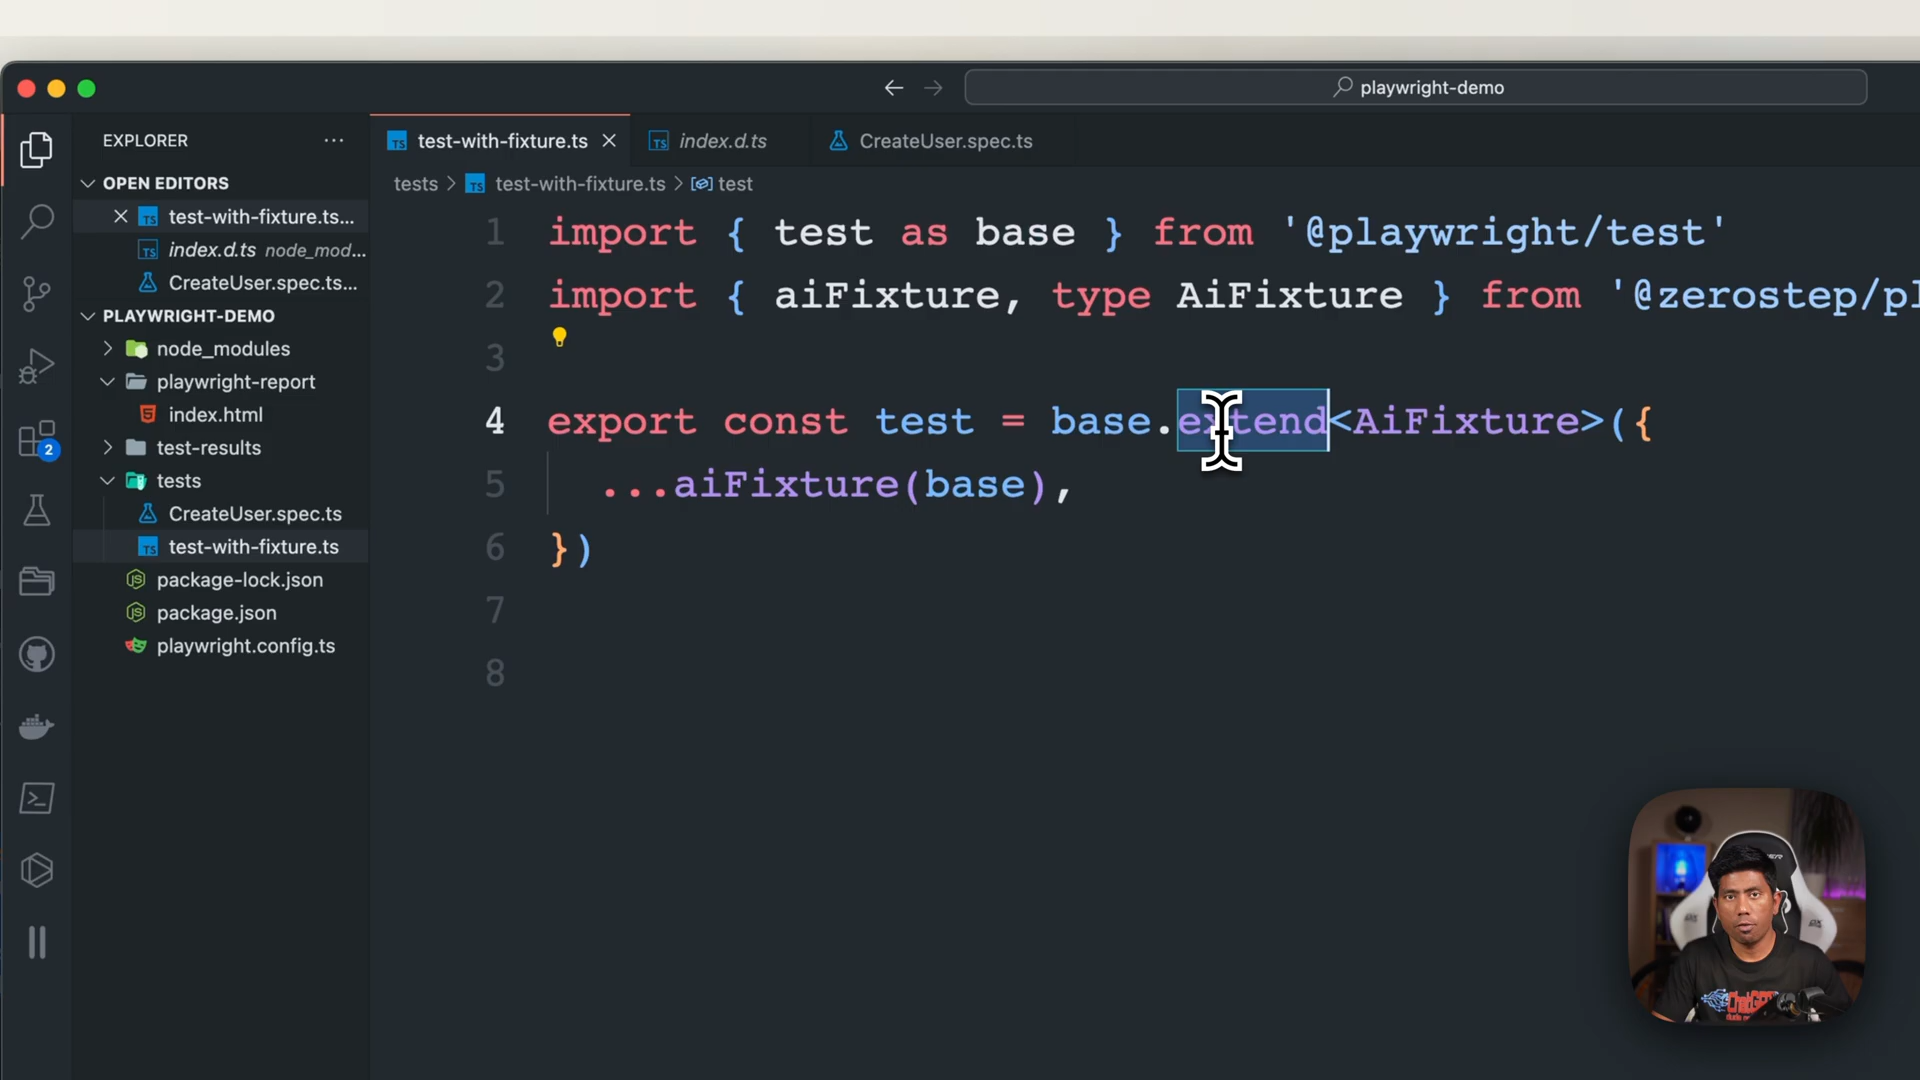 playwright-demo
EXPLORER
test-with-fixture.ts
index.d.ts
CreateUser.spec.ts
OPEN EDITORS
tests > test-with-fixture.ts > test
test-with-fixture.ts...
index.d.ts node_mod...
CreateUser.spec.ts...
PLAYWRIGHT-DEMO
node_modules
playwright-report
index.html
test-results
tests
CreateUser.spec.ts
test-with-fixture.ts
package-lock.json
package.json
playwright.config.ts
2
1 import { test as base } from '@playwright/test'
2 import { aiFixture, type AiFixture } from '@zerostep/pl
3
4 export const test = base.extend<AiFixture>({
5 ...aiFixture(base),
6 })
7
8
ChatGPT